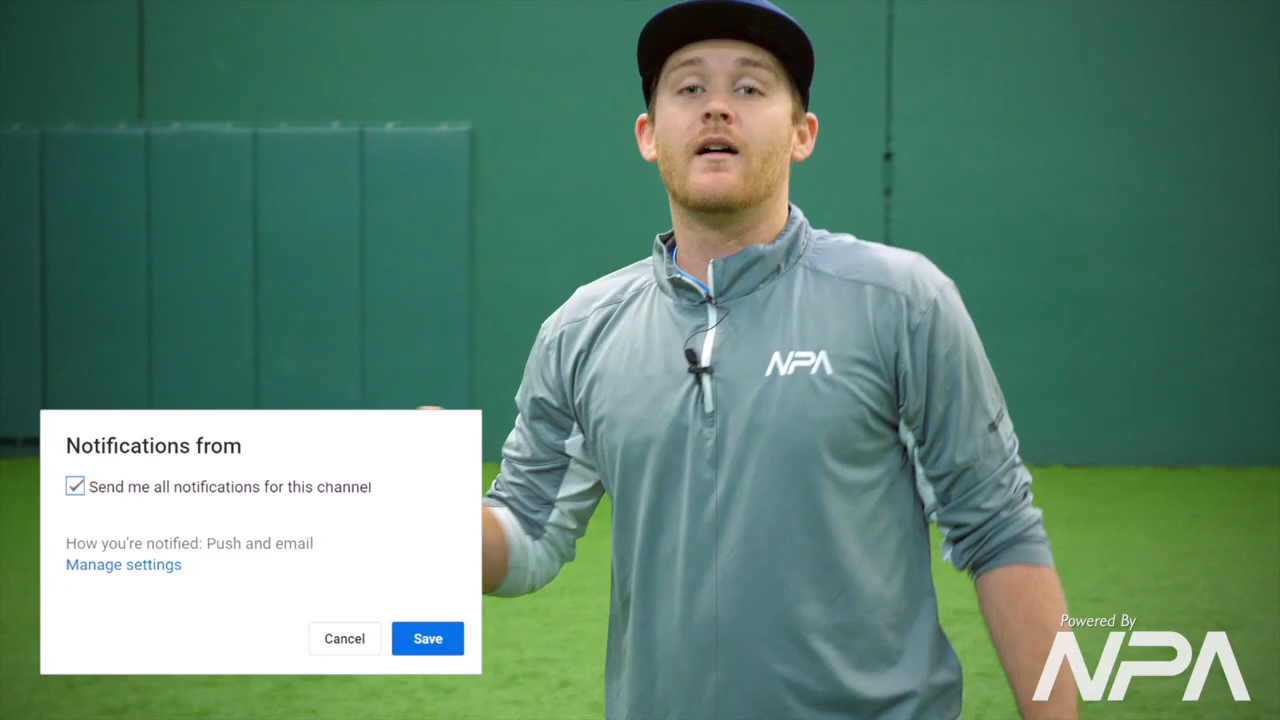 NPA
Notifications from
Send me all notifications for this channel
How you're notified: Push and email
Manage settings
Cancel
Save
Powered By
NPA